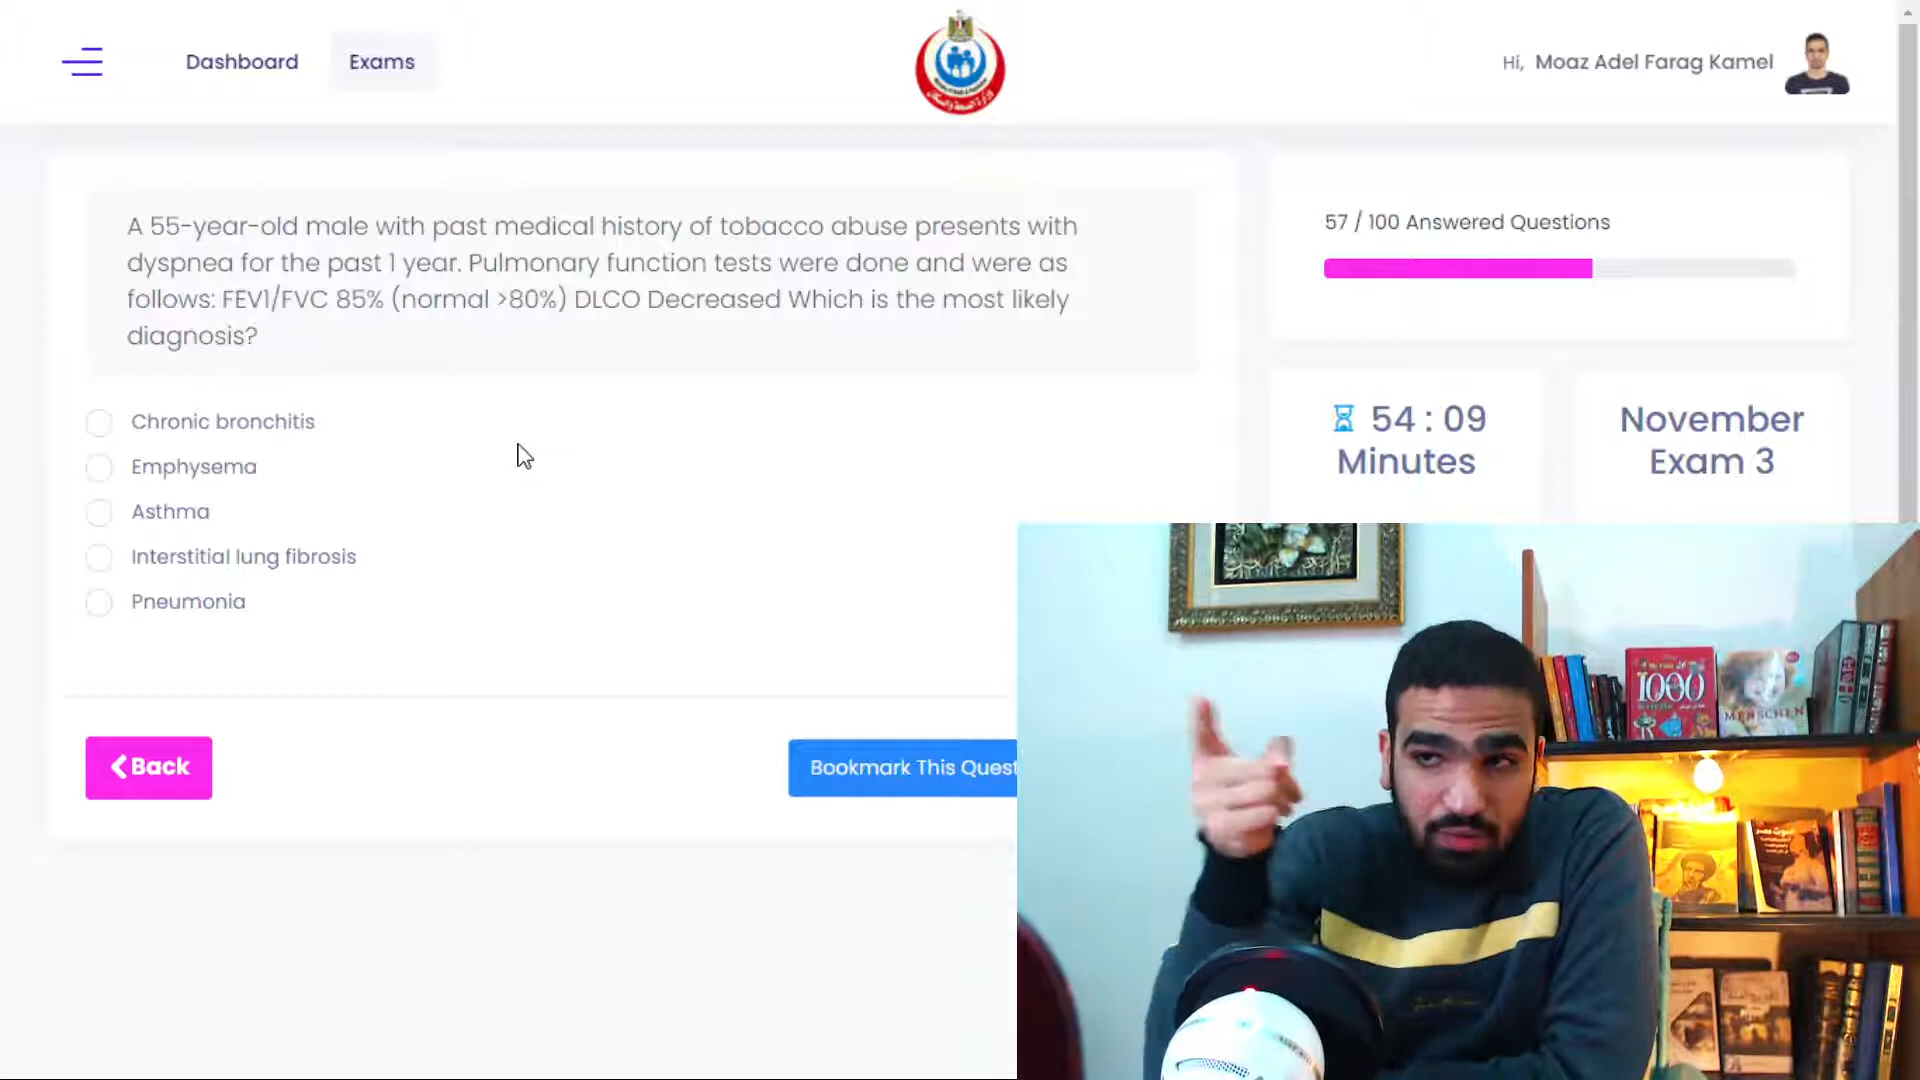 Dashboard
Exams
Hi, Moaz Adel Farag Kamel
A 55-year-old male with past medical history of tobacco abuse presents with
dyspnea for the past 1 year. Pulmonary function tests were done and were as
follows: FEV1/FVC 85% (normal >80%) DLCO Decreased Which is the most likely
diagnosis?
Chronic bronchitis
Emphysema
Asthma
Interstitial lung fibrosis
Pneumonia
Back
Bookmark This Quest
57 / 100 Answered Questions
54 : 09
Minutes
November
Exam 3
1000
MENSCHEN